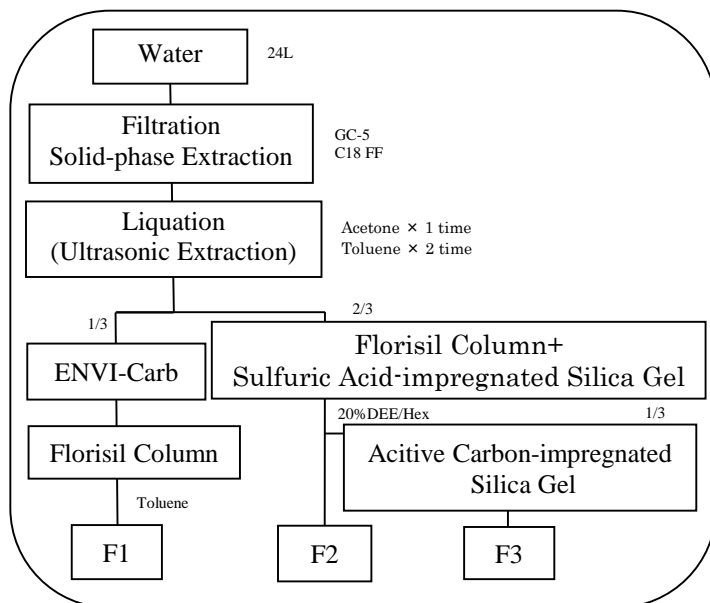 Water
24L
Filtration
Solid-phase Extraction
GC-5
C18 FF
Liquation
(Ultrasonic Extraction)
Acetone × 1 time
Toluene × 2 time
1/3
2/3
ENVI-Carb
Florisil Column+
Sulfuric Acid-impregnated Silica Gel
20%DEE/Hex
1/3
Florisil Column
Acitive Carbon-impregnated
Silica Gel
Toluene
F1
F2
F3